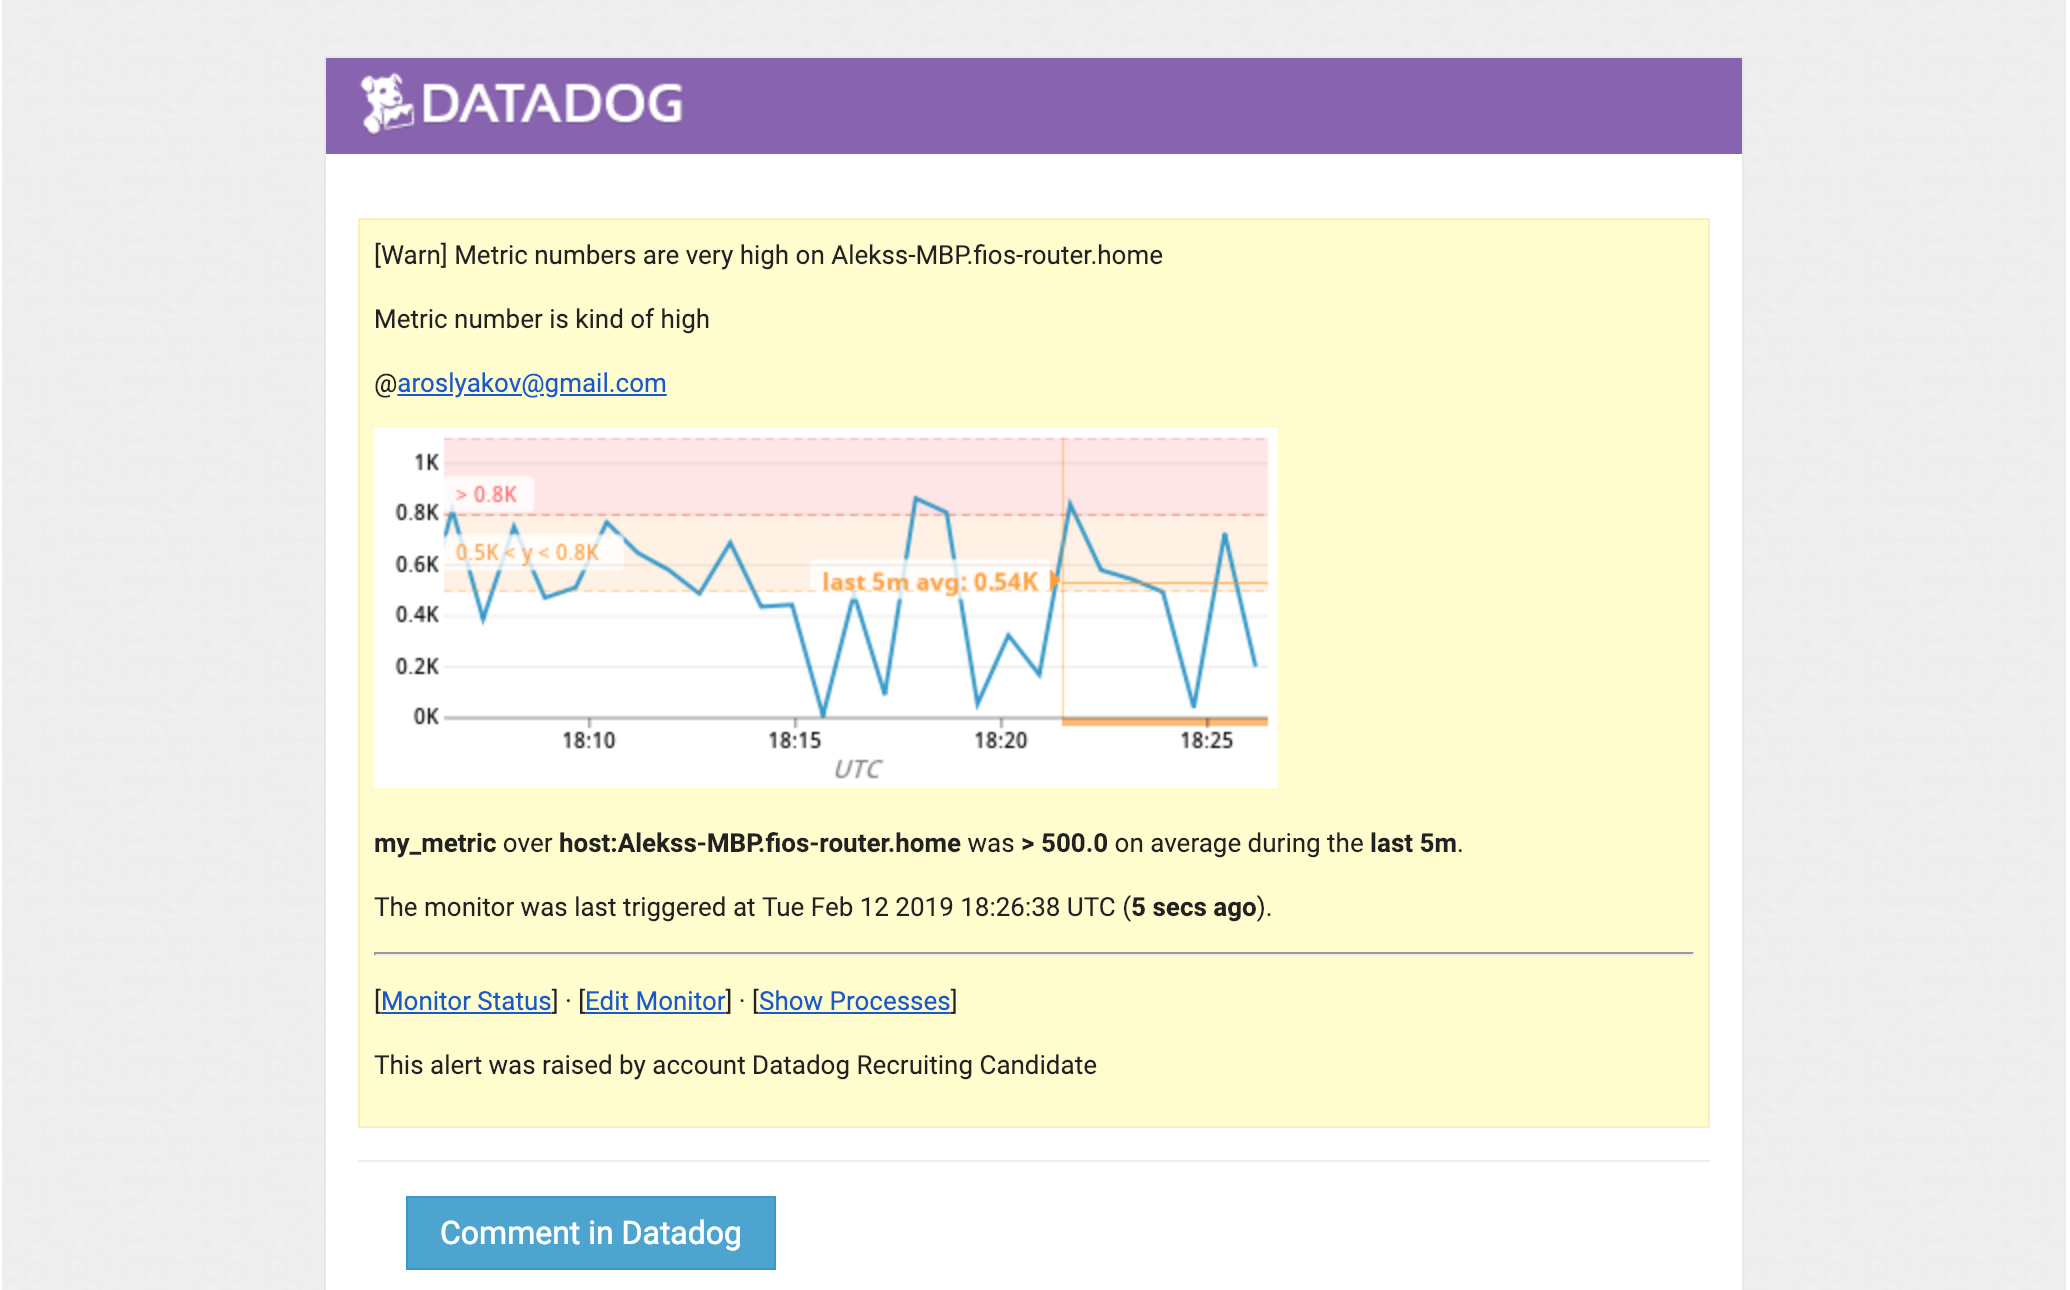 DATADOG
[Warn] Metric numbers are very high on Alekss-MBP.fios-router.home
Metric number is kind of high
@aroslyakov@gmail.com
1K
> 0.8K
0.8K
0.5K < y < 0.8K
0.6K
last 5m avg: 0.54K
0.4K
0.2K
0K
18:10 18:15 18:20 18:25
UTC
my_metric over host:Alekss-MBP.fios-router.home was > 500.0 on average during the last 5m.
The monitor was last triggered at Tue Feb 12 2019 18:26:38 UTC (5 secs ago).
[Monitor Status] · [Edit Monitor] · [Show Processes]
This alert was raised by account Datadog Recruiting Candidate
Comment in Datadog